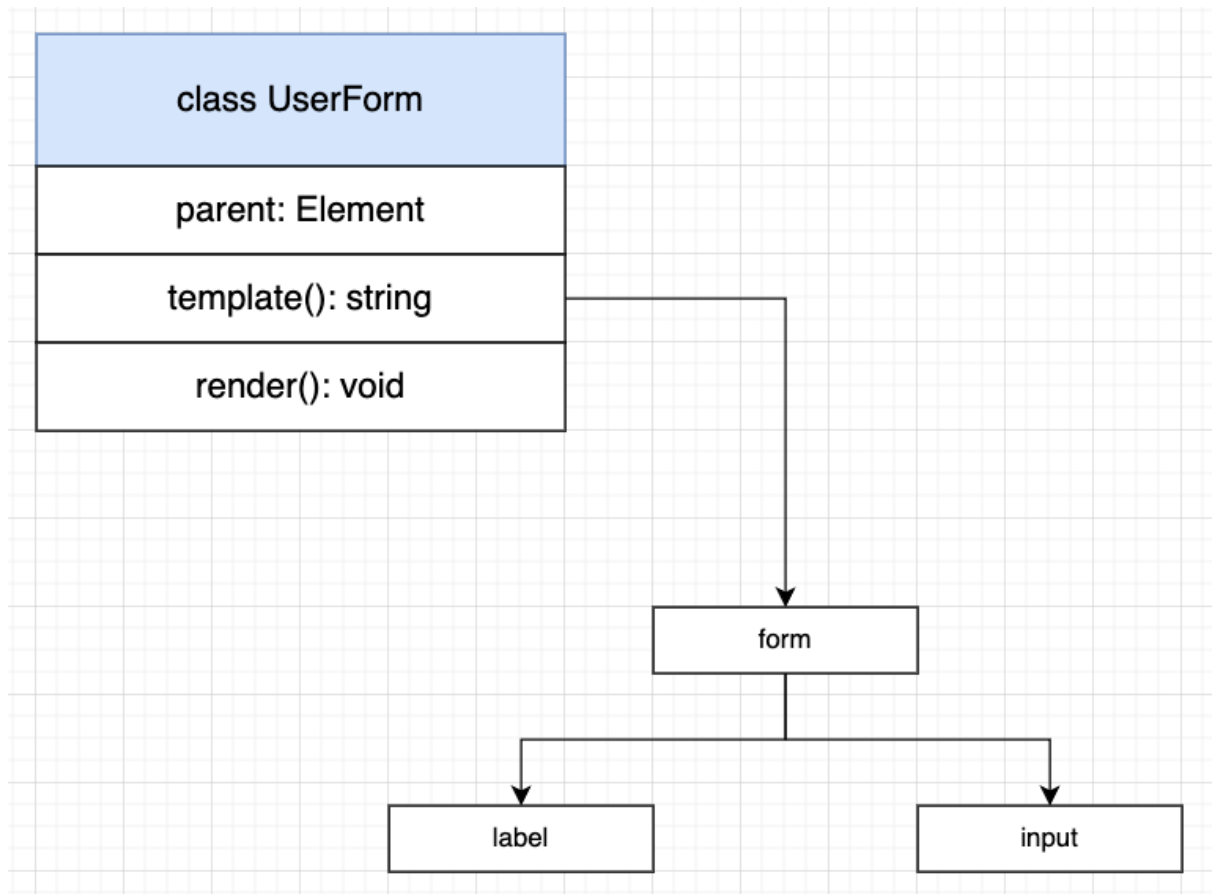 class UserForm
parent: Element
template(): string
render(): void
form
label
input